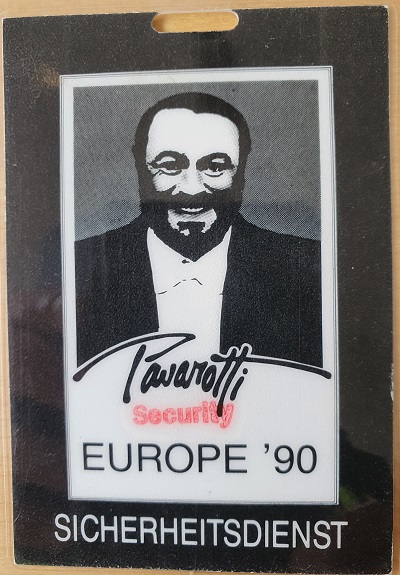 Pavarotti
Security
EUROPE '90
SICHERHEITSDIENST